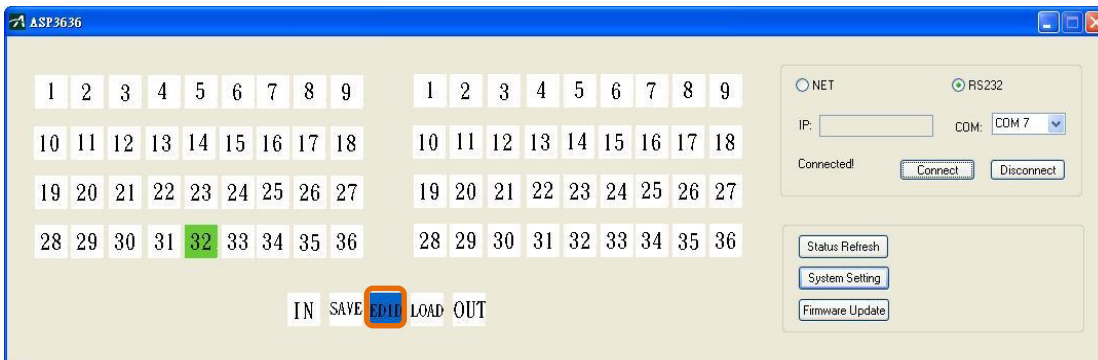 ASP3636
1 2 3 4 5 6 7 8 9
10 11 12 13 14 15 16 17 18
19 20 21 22 23 24 25 26 27
28 29 30 31 32 33 34 35 36
IN SAVE EDID LOAD OUT
1 2 3 4 5 6 7 8 9
10 11 12 13 14 15 16 17 18
19 20 21 22 23 24 25 26 27
28 29 30 31 32 33 34 35 36
NET RS232
IP: COM: COM 7
Connected! Connect Disconnect
Status Refresh
System Setting
Firmware Update